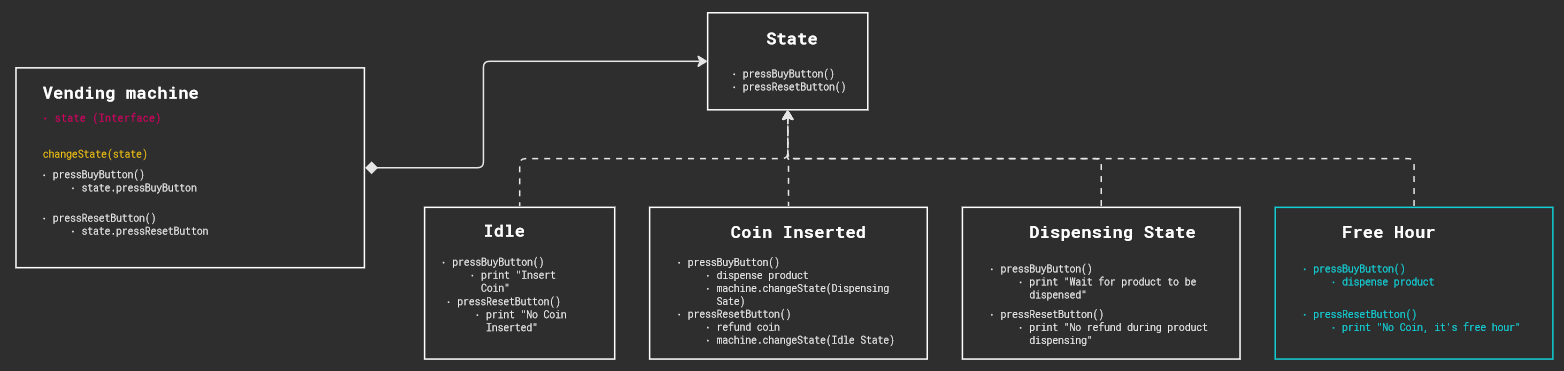 State
· pressBuyButton()
· pressResetButton()
Vending machine
· state (Interface)
changeState(state)
· pressBuyButton()
· state.pressBuyButton
· pressResetButton()
· state.pressResetButton
Idle
· pressBuyButton()
· print "Insert
Coin"
· pressResetButton()
· print "No Coin
Inserted"
Coin Inserted
· pressBuyButton()
· dispense product
· machine.changeState(Dispensing
Sate)
· pressResetButton()
· refund coin
· machine.changeState(Idle State)
Dispensing State
· pressBuyButton()
· print "Wait for product to be
dispensed"
· pressResetButton()
· print "No refund during product
dispensing"
Free Hour
· pressBuyButton()
· dispense product
· pressResetButton()
· print "No Coin, it's free hour"